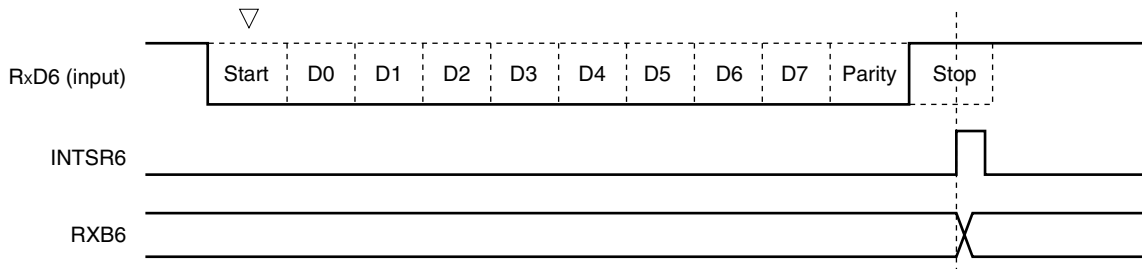 RxD6 (input) Start D0 D1 D2 D3 D4 D5 D6 D7 Parity Stop
INTSR6
RXB6